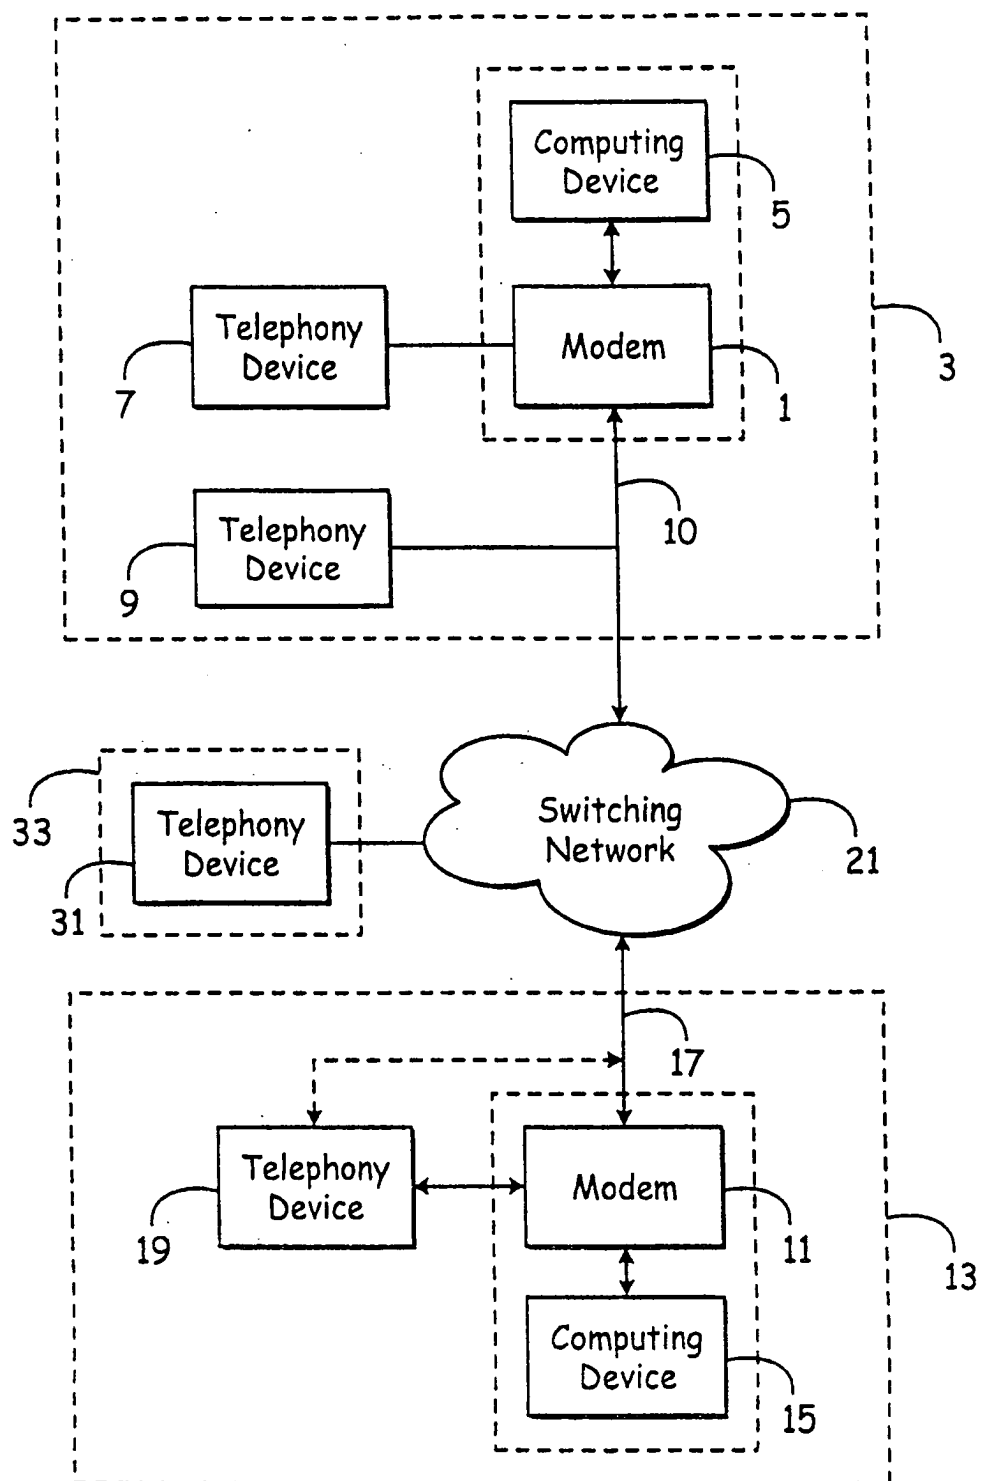 Computing
Device
5
Telephony
Device
7
Modem
1
3
10
Telephony
Device
9
33
Telephony
Device
31
Switching
Network
21
17
Telephony
Device
19
Modem
11
13
Computing
Device
15